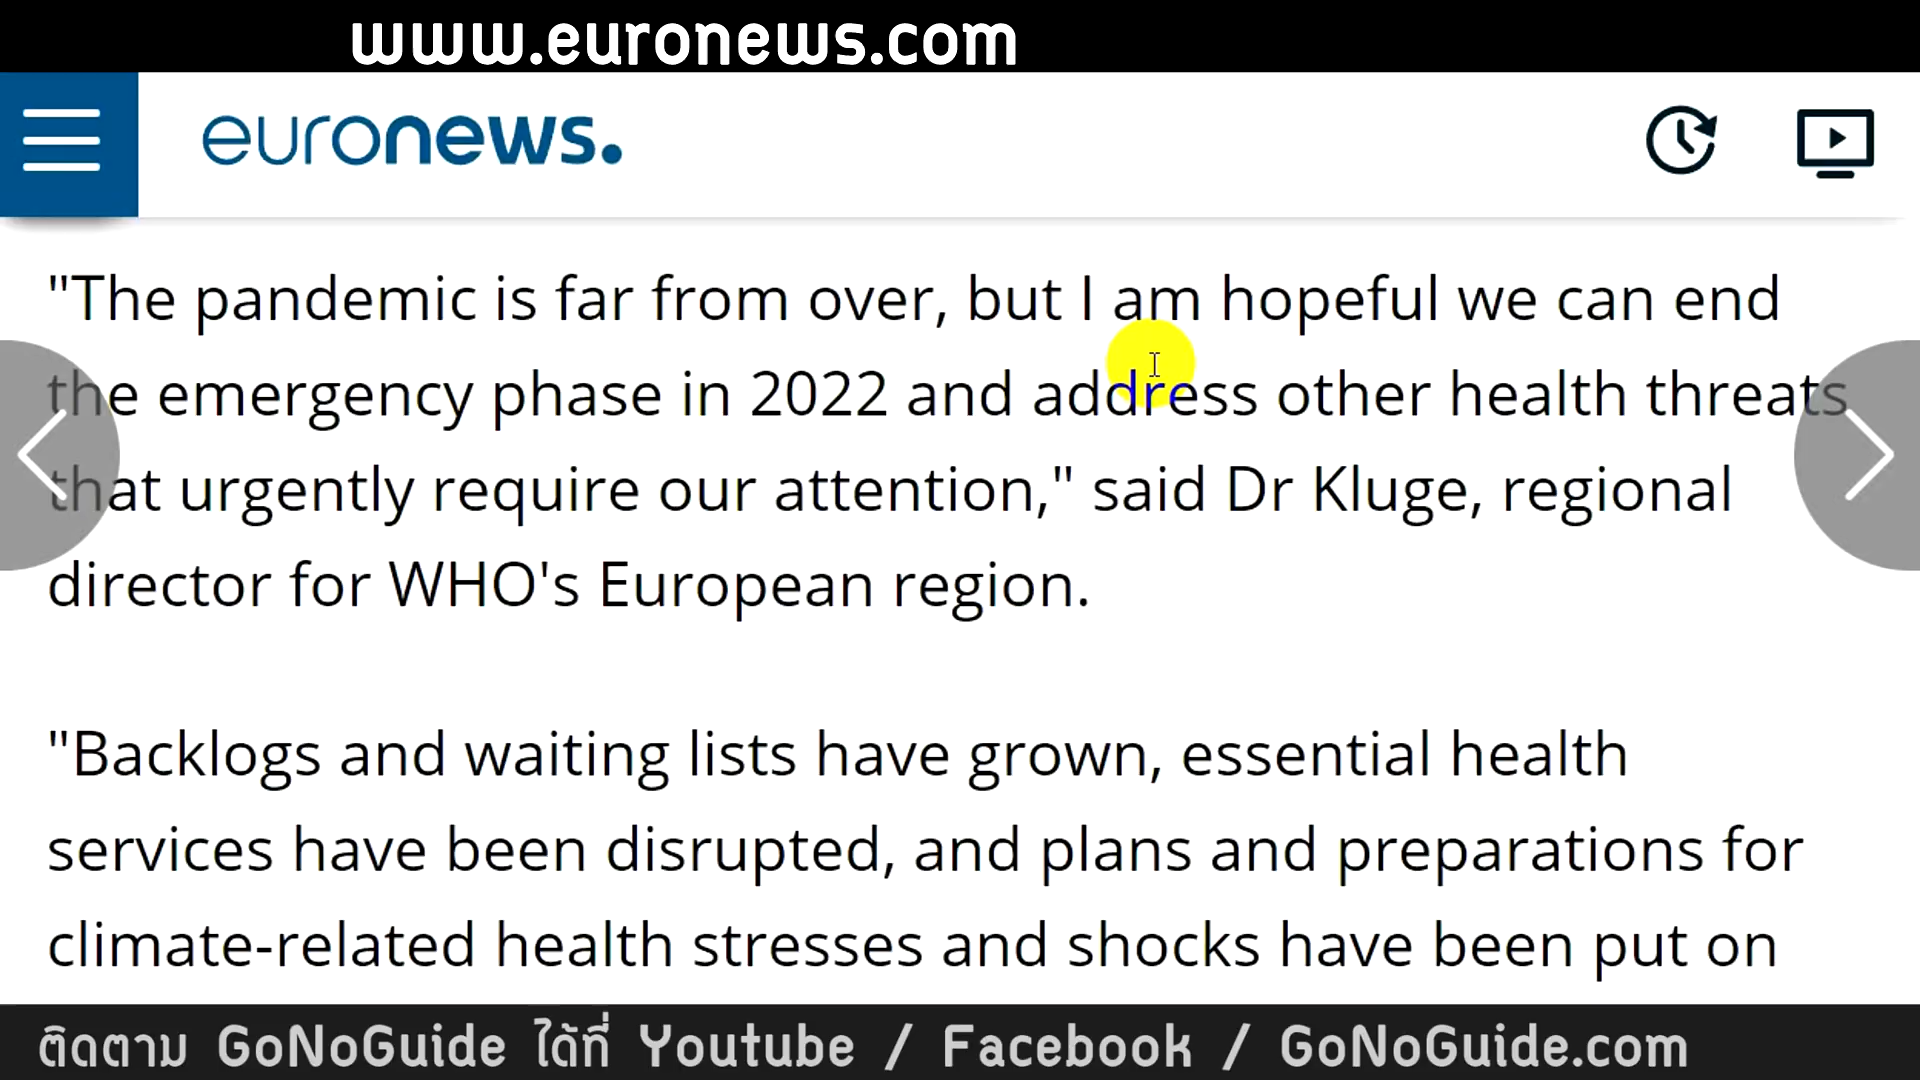 www.euronews.com
euronews.
"The pandemic is far from over, but I am hopeful we can end
the emergency phase in 2022 and address other health threats
that urgently require our attention," said Dr Kluge, regional
director for WHO's European region.
"Backlogs and waiting lists have grown, essential health
services have been disrupted, and plans and preparations for
climate-related health stresses and shocks have been put on
ติดตาม GoNoGuide ได้ที่ Youtube / Facebook / GoNoGuide.com